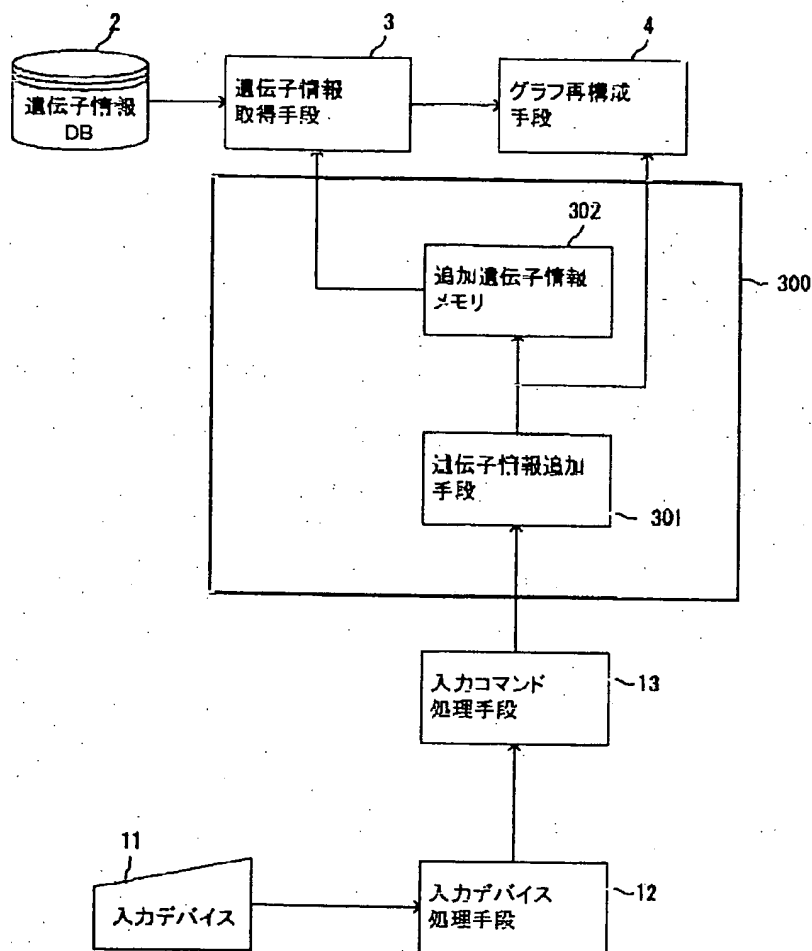 2
3
4
遺伝子情報
DB
遺伝子情報
取得手段
グラフ再構成
手段
302
追加遺伝子情報
メモリ
300
遺伝子情報追加
手段
301
入力コマンド
処理手段
13
11
入力デバイス
入力デバイス
処理手段
12